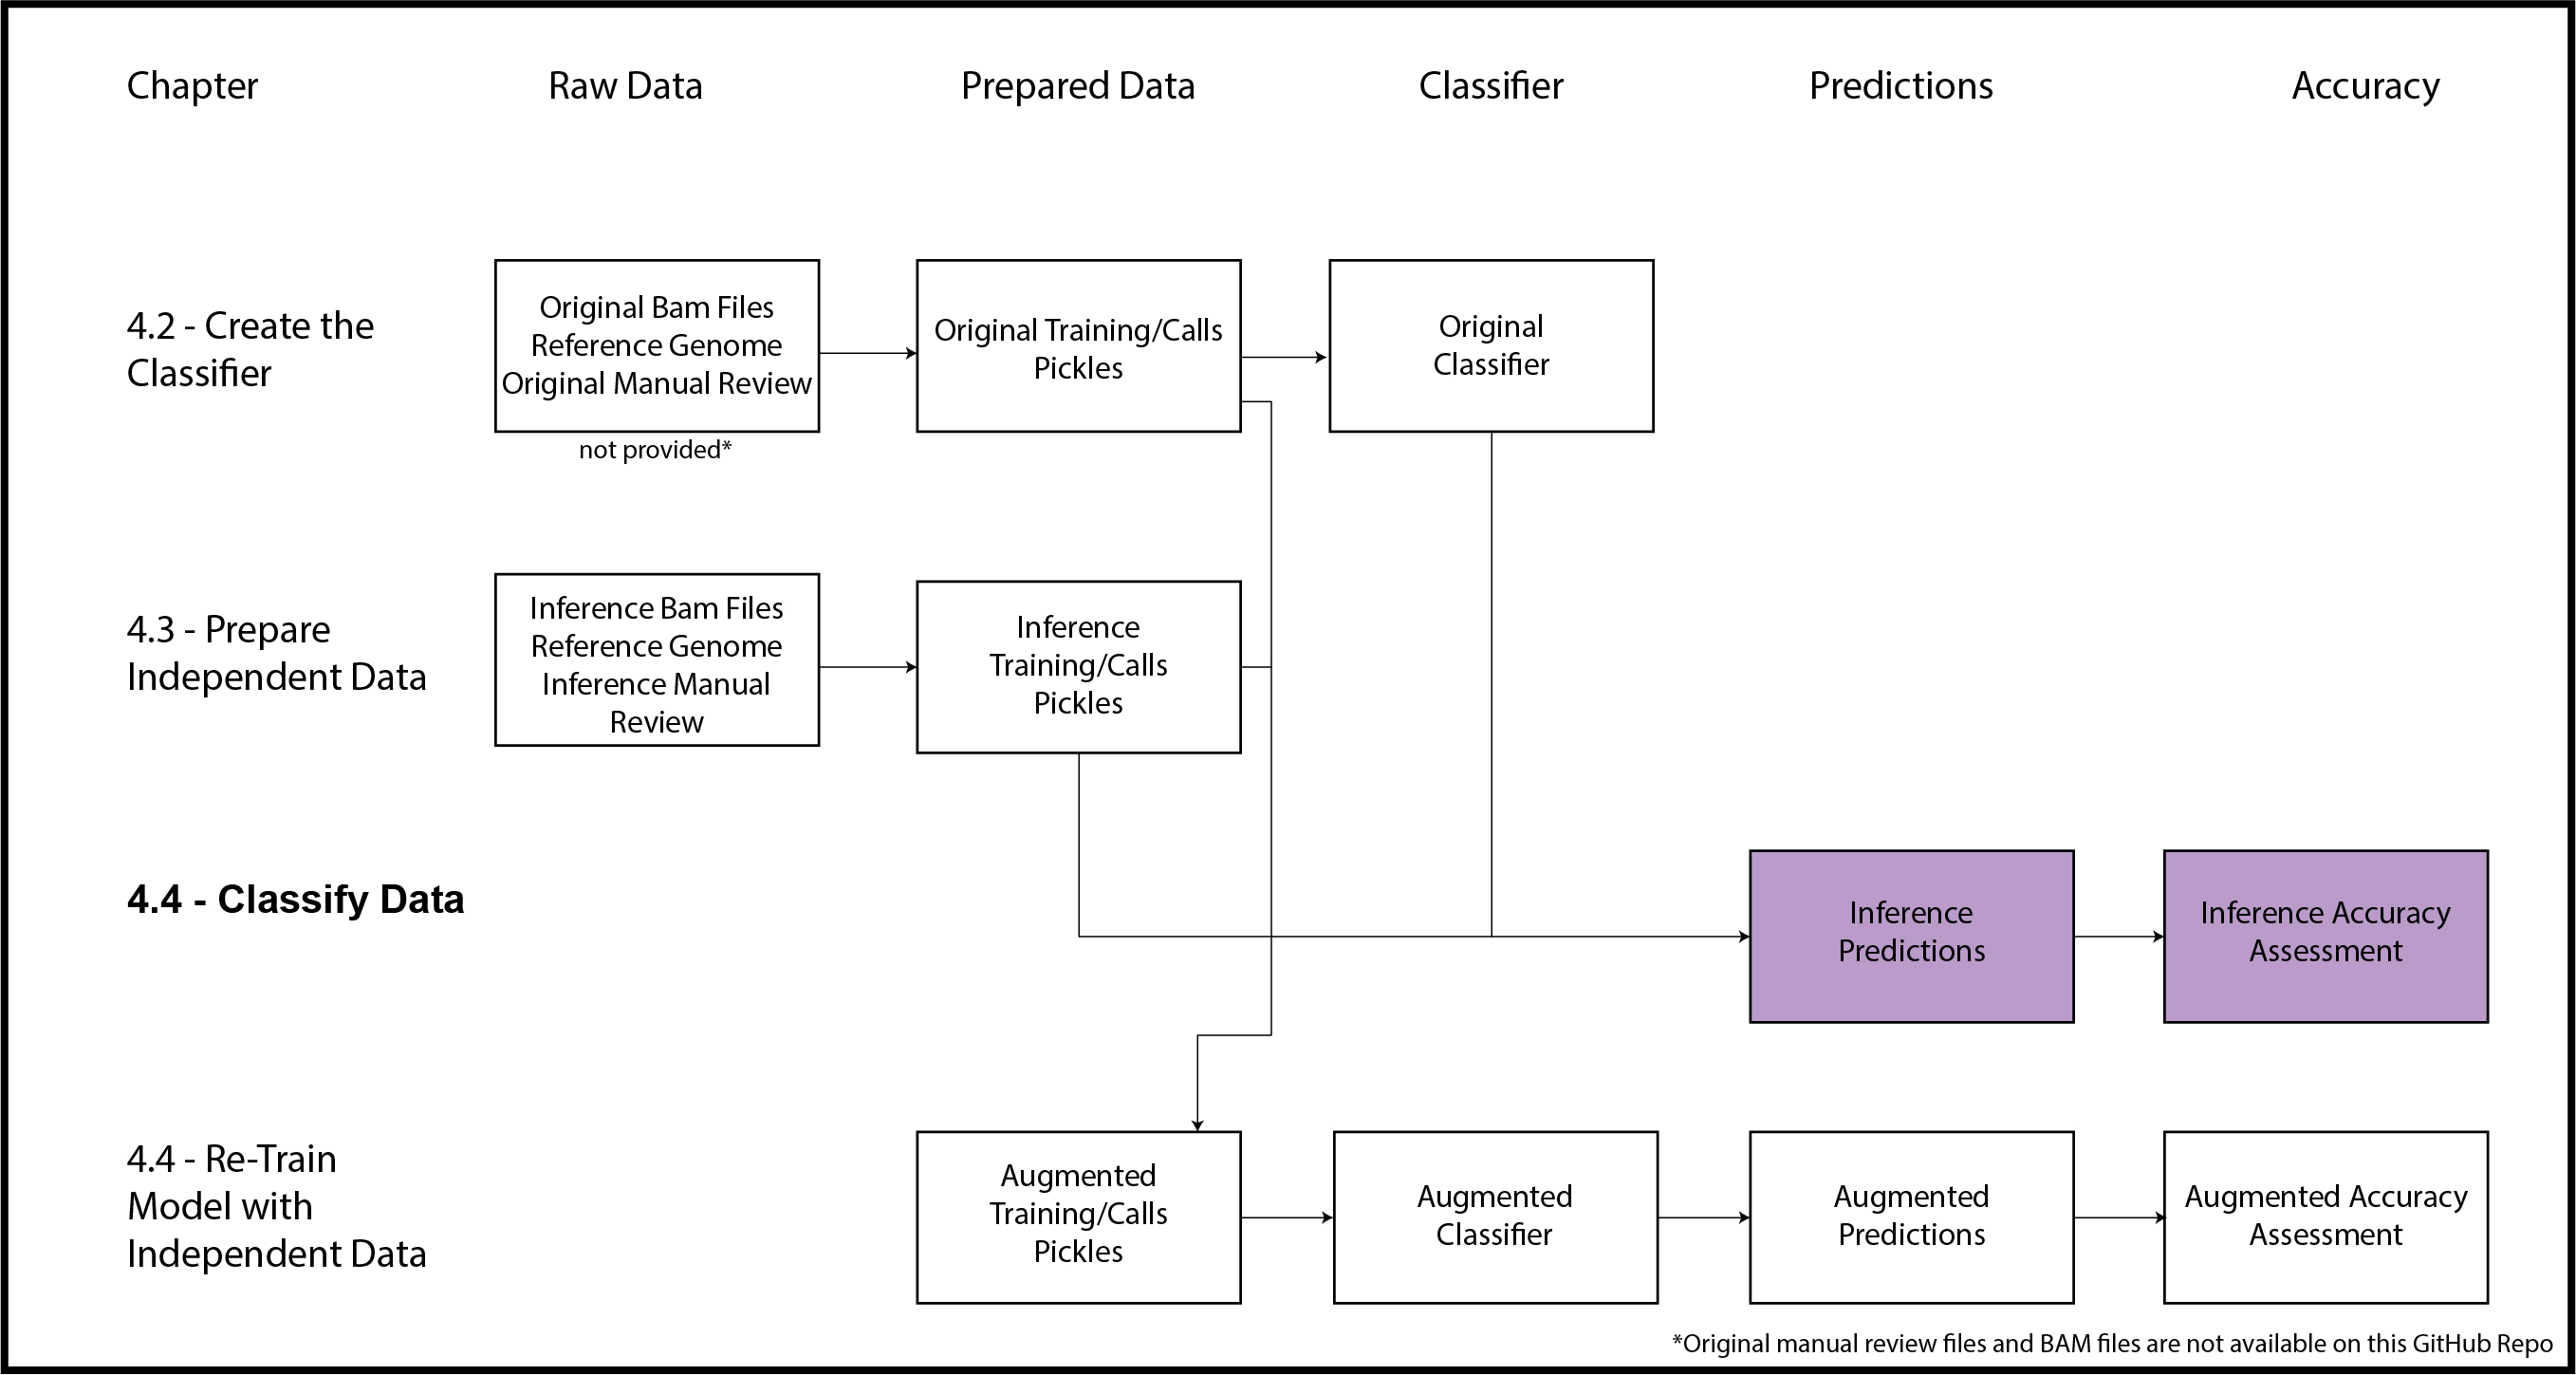 Chapter
Raw Data
Prepared Data
Classifier
Predictions
Accuracy
4.2 - Create the
Classifier
Original Bam Files
Reference Genome
Original Manual Review
not provided*
Original Training/Calls
Pickles
Original
Classifier
4.3 - Prepare
Independent Data
Inference Bam Files
Reference Genome
Inference Manual
Review
Inference
Training/Calls
Pickles
4.4 - Classify Data
Inference
Predictions
Inference Accuracy
Assessment
4.4 - Re-Train
Model with
Independent Data
Augmented
Training/Calls
Pickles
Augmented
Classifier
Augmented
Predictions
Augmented Accuracy
Assessment
*Original manual review files and BAM files are not available on this GitHub Repo